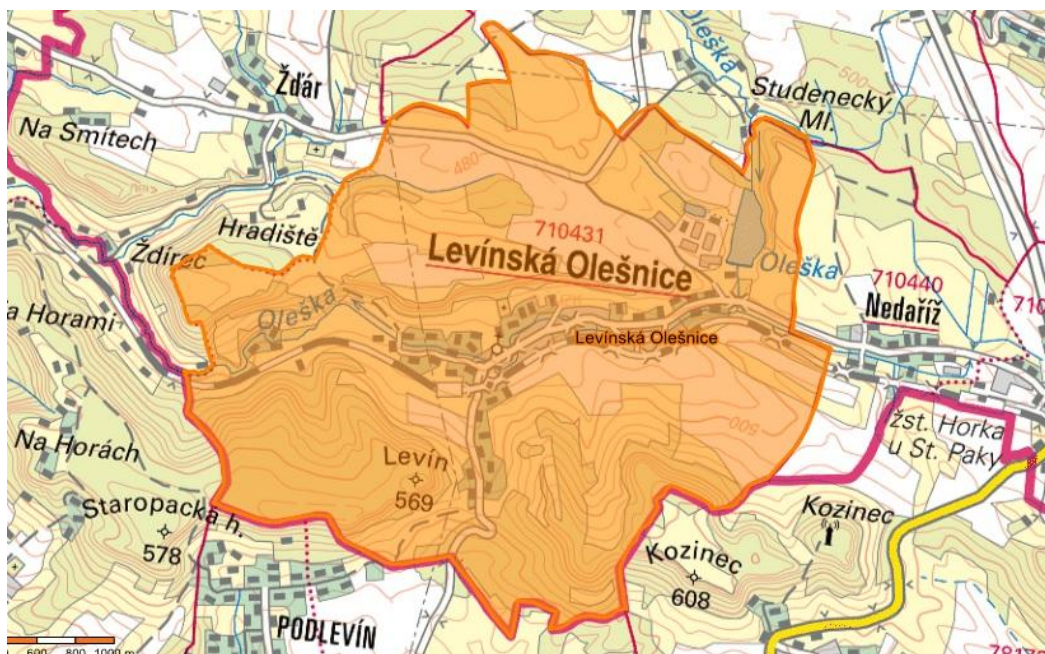 Oleška
Žďár
500
Studenecký
Ml.
Na Smítech
480
Hradiště
710431
Levínská Olešnice
Ždírec
Oleška
710440
Nedaříž
Oleška
Horami
Levínská Olešnice
500
žst. Horka
u St. Paky
Na Horách
Levín
569
Staropacká h.
578
Kozinec
Kozinec
608
PODLEVÍN
600 800 1000 m